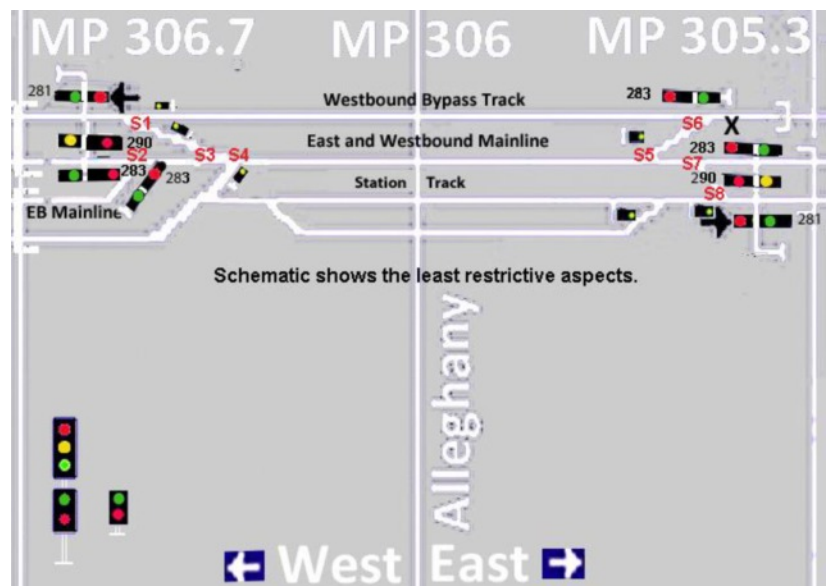 MP 306.7 MP 306 MP 305.3
281 283
Westbound Bypass Track
S1 S6 X
290 East and Westbound Mainline 283
S2 S3 S4 S5 S7
283 283 Station Track 290
S8
EB Mainline 281
Schematic shows the least restrictive aspects.
Alleghany
West East